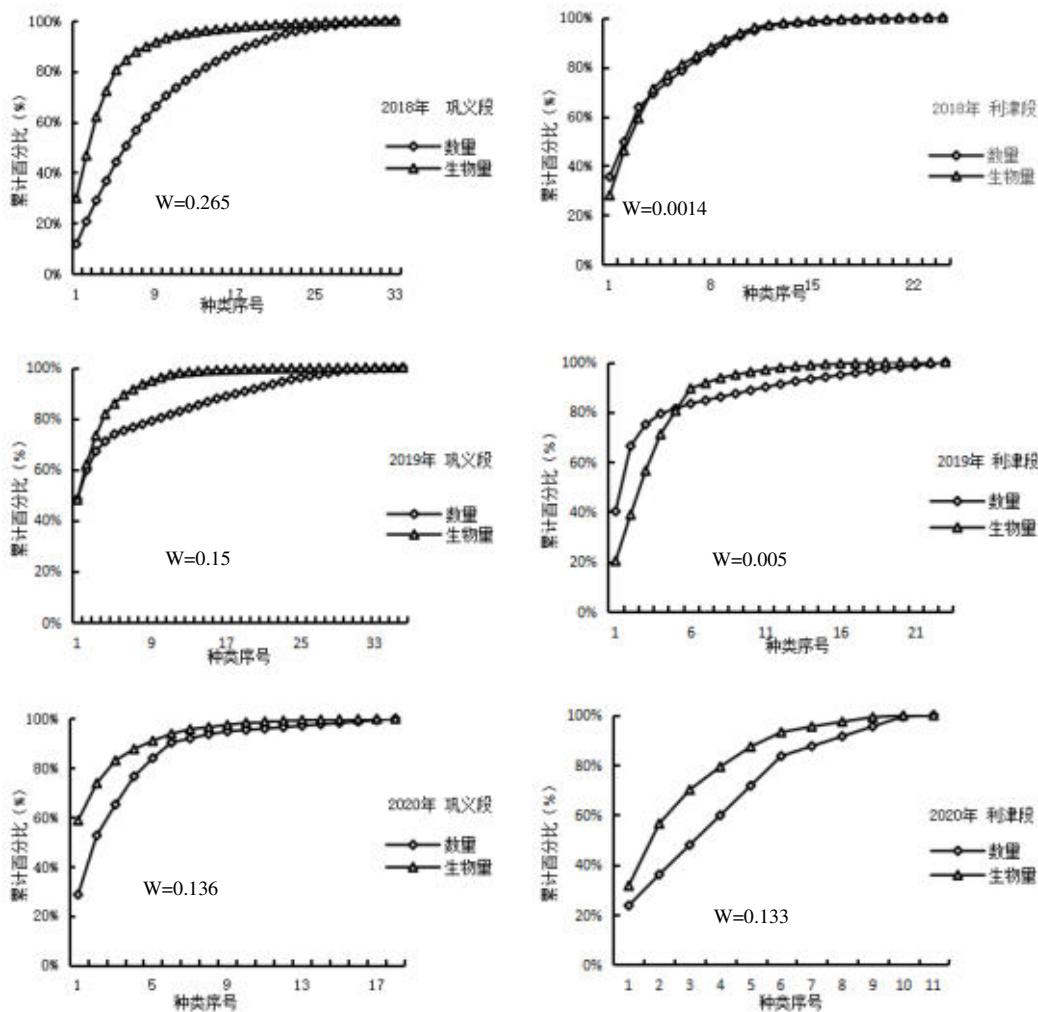 100%
80%
60%
40%
20%
0%
累计百分比（%）
2018年 巩义段
数量
生物量
W=0.265
1 9 17 25 33
种类序号
100%
80%
60%
40%
20%
0%
累计百分比（%）
2018年 利津段
数量
生物量
W=0.0014
1 8 15 22
种类序号
100%
80%
60%
40%
20%
0%
累计百分比（%）
2019年 巩义段
数量
生物量
W=0.15
1 9 17 25 33
种类序号
100%
80%
60%
40%
20%
0%
累计百分比（%）
2019年 利津段
数量
生物量
W=0.005
1 6 11 16 21
种类序号
100%
80%
60%
40%
20%
0%
累计百分比（%）
2020年 巩义段
数量
生物量
W=0.136
1 5 9 13 17
种类序号
100%
80%
60%
40%
20%
0%
累计百分比（%）
2020年 利津段
数量
生物量
W=0.133
1 2 3 4 5 6 7 8 9 10 11
种类序号